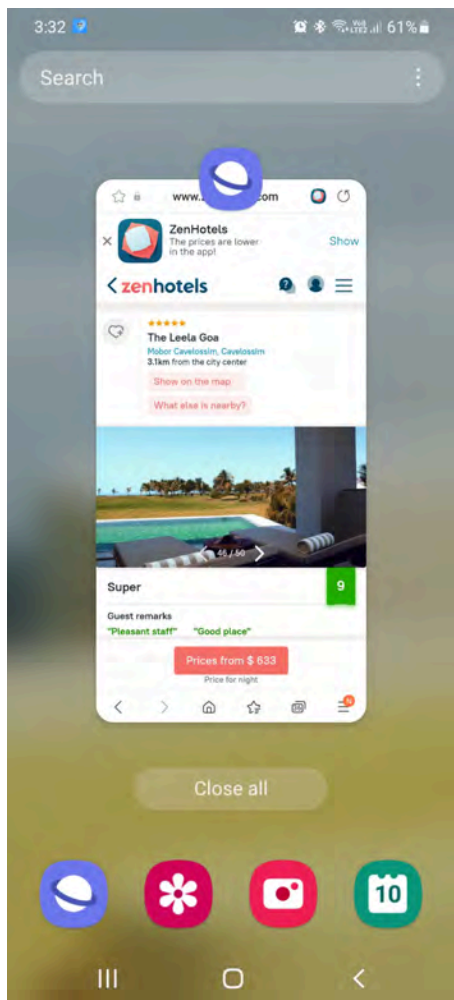 3:32
61%
Search
ZenHotels
The prices are lower
in the app!
Show
zenhotels
The Leela Goa
Mobor Cavelossim, Cavelossim
3.1km from the city center
Show on the map
What else is nearby?
46 / 50
Super
9
Guest remarks
"Pleasant staff" "Good place"
Prices from $ 633
Price for night
Close all
10